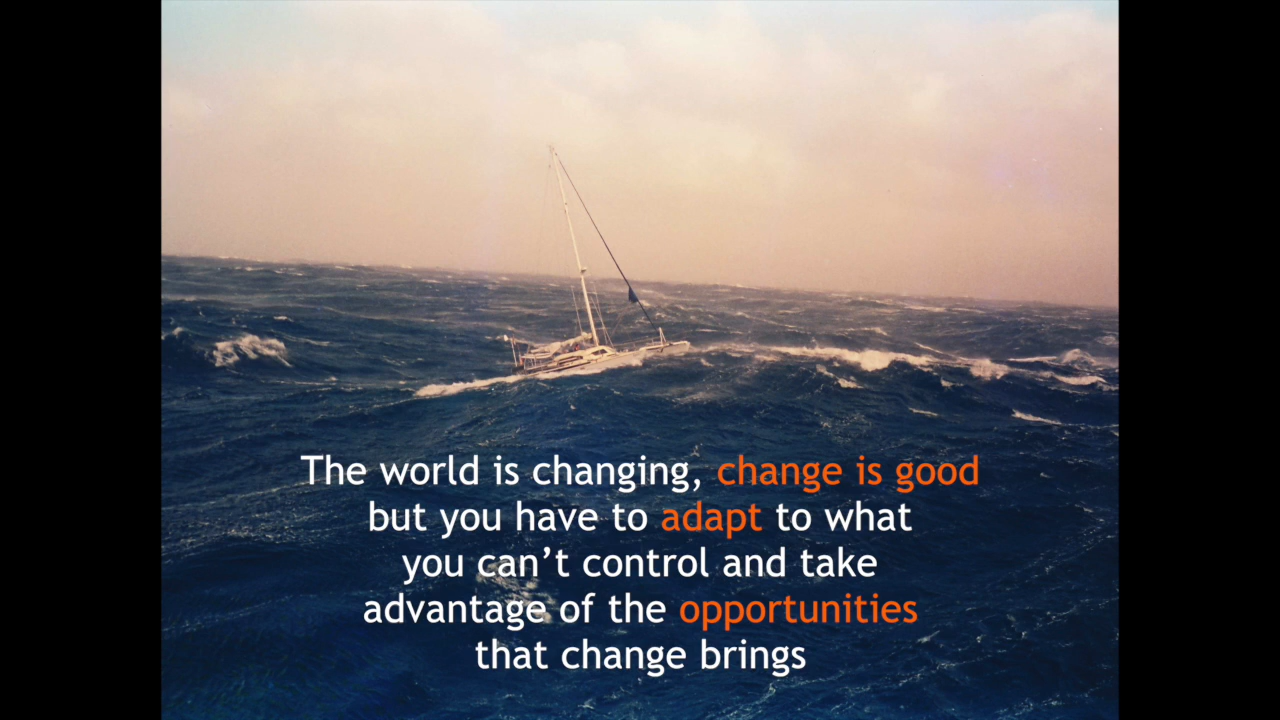 The world is changing, change is good
but you have to adapt to what
you can’t control and take
advantage of the opportunities
that change brings